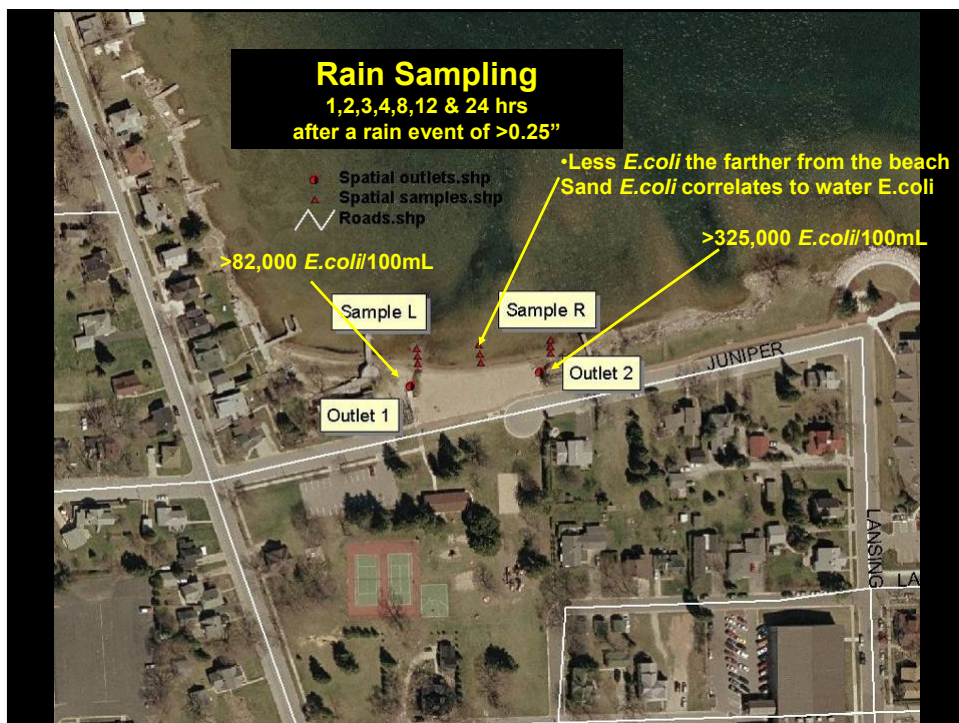 Rain Sampling
1,2,3,4,8,12 & 24 hrs
after a rain event of >0.25”
•Less E.coli the farther from the beach
Sand E.coli correlates to water E.coli
Spatial outlets.shp
Spatial samples.shp
Roads.shp
>82,000 E.coli/100mL
>325,000 E.coli/100mL
Sample L
Sample R
JUNIPER
Outlet 2
Outlet 1
LANSING
LA